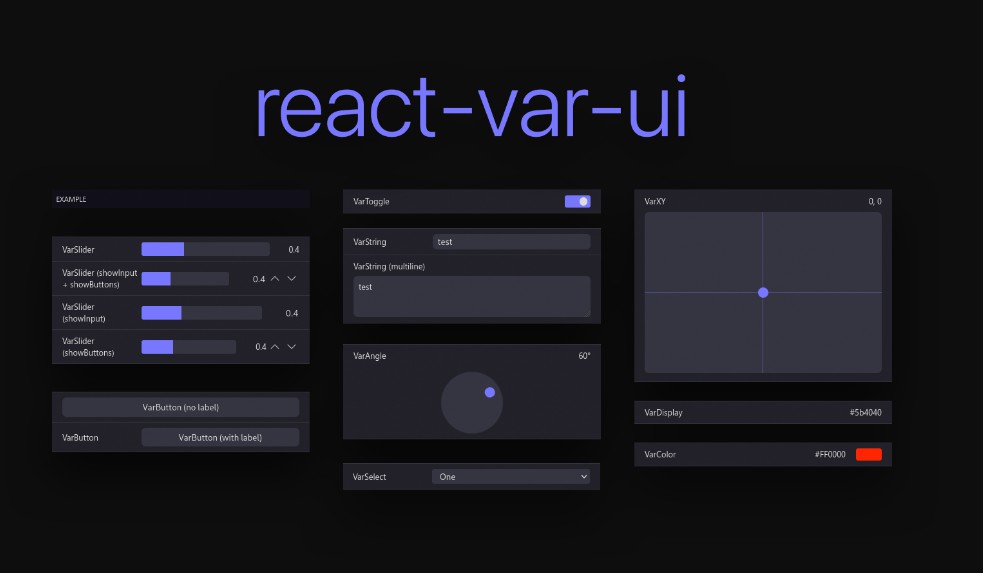 react-var-ui
EXAMPLE
VarSlider 0.4
VarSlider (showInput
+ showButtons) 0.4
VarSlider
(showInput) 0.4
VarSlider
(showButtons) 0.4
VarButton (no label)
VarButton VarButton (with label)
VarToggle
VarString test
VarString (multiline)
test
VarAngle 60°
VarSelect One
VarXY 0, 0
VarDisplay #5b4040
VarColor #FF0000